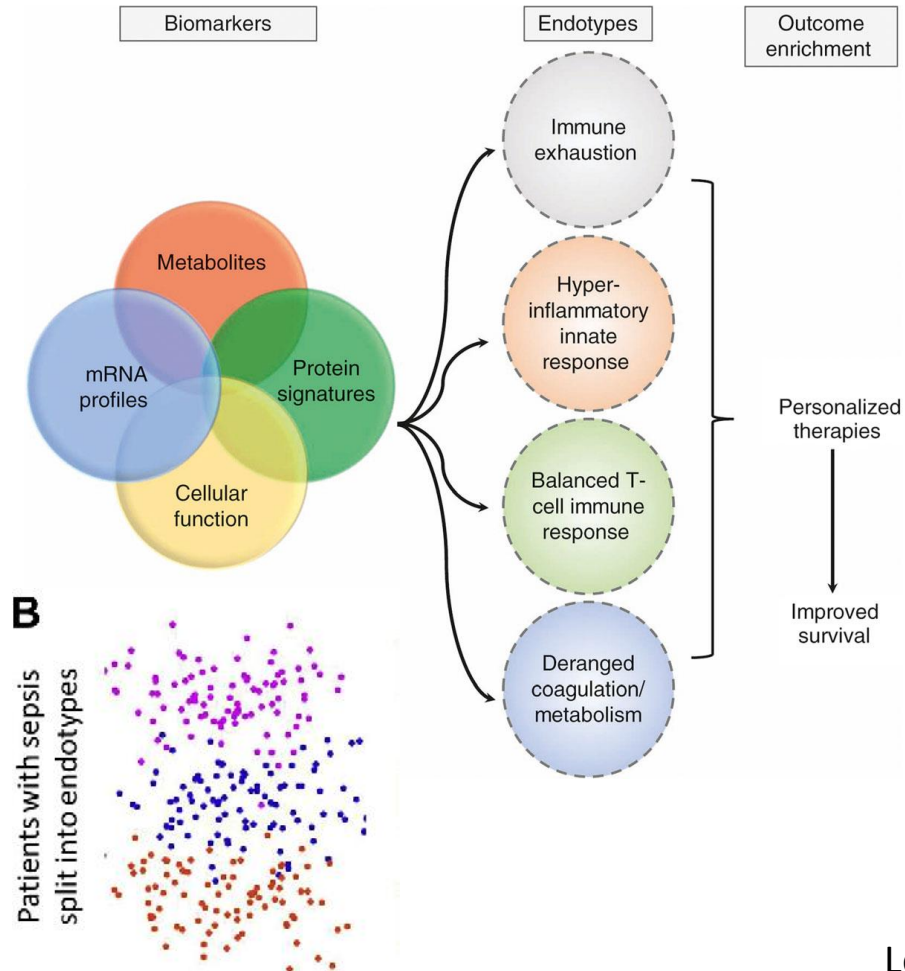 Biomarkers
Endotypes
Outcome
enrichment
Immune
exhaustion
Metabolites
Hyper-
inflammatory
innate
response
mRNA
profiles
Protein
signatures
Personalized
therapies
Cellular
function
Balanced T-
cell immune
response
Improved
survival
Deranged
coagulation/
metabolism
B
Patients with sepsis
split into endotypes